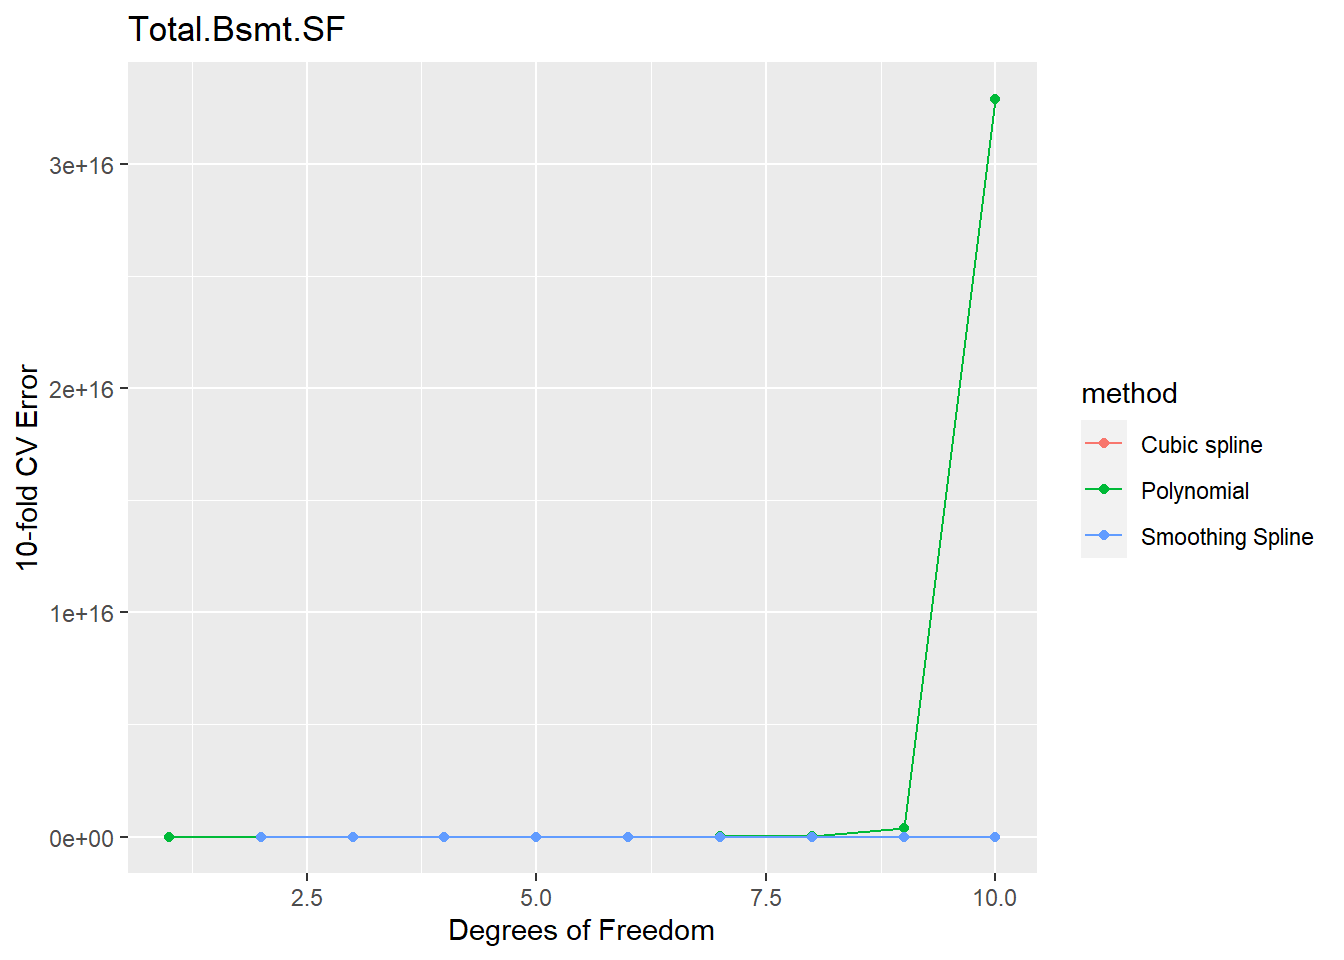 Total.Bsmt.SF
3e+16
2e+16
1e+16
0e+00
10-fold CV Error
2.5
5.0
7.5
10.0
Degrees of Freedom
method
Cubic spline
Polynomial
Smoothing Spline